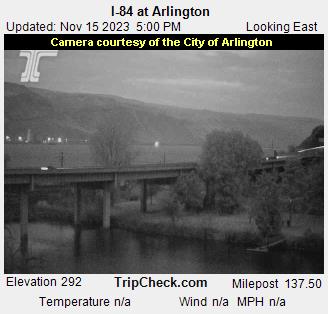 I-84 at Arlington
Updated: Nov 15 2023 5:00 PM Looking East
Camera courtesy of the City of Arlington
Elevation 292 TripCheck.com Milepost 137.50
Temperature n/a Wind n/a MPH n/a